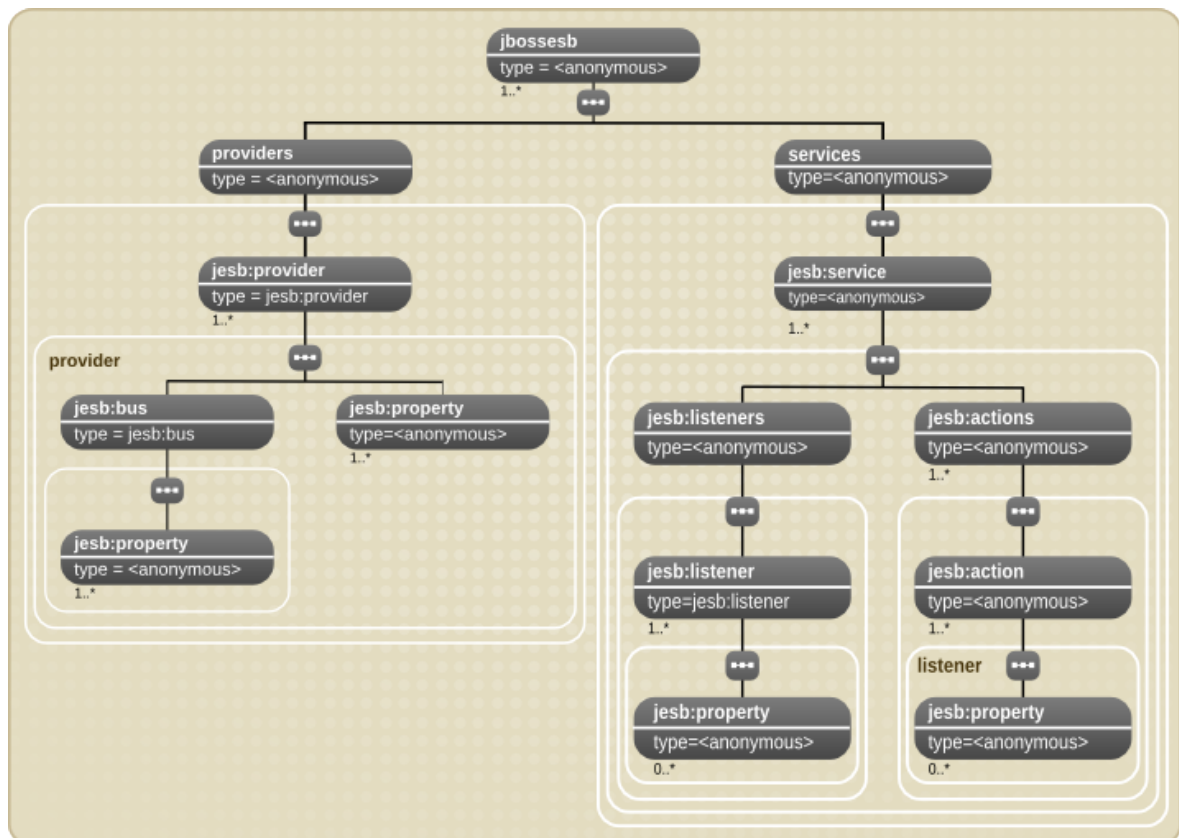 jbossesb
type = <anonymous>
1..*
providers
type = <anonymous>
services
type=<anonymous>
jesb:provider
type = jesb:provider
1..*
jesb:service
type=<anonymous>
1..*
provider
jesb:bus
type = jesb:bus
jesb:property
type=<anonymous>
1..*
jesb:property
type = <anonymous>
1..*
jesb:listeners
type=<anonymous>
jesb:actions
type=<anonymous>
1..*
jesb:listener
type=jesb:listener
1..*
jesb:action
type=<anonymous>
1..*
listener
jesb:property
type=<anonymous>
0..*
jesb:property
type=<anonymous>
0..*